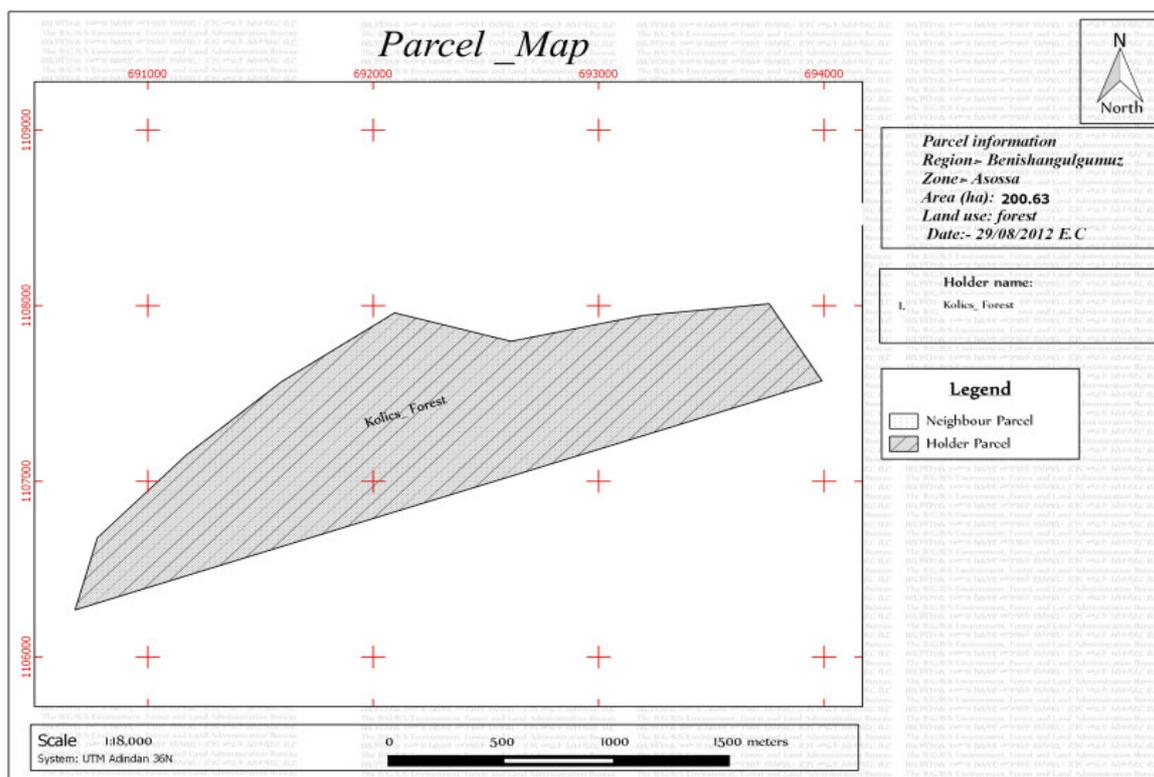 Parcel _Map
N
North
691000
692000
693000
694000
1109000
1108000
1107000
1106000
Parcel information
Region:- Benishangulgumuz
Zone:- Asossa
Area (ha): 200.63
Land use: forest
Date:- 29/08/2012 E.C
Holder name:
1. Kolics_Forest
Kolics_Forest
Legend
Neighbour Parcel
Holder Parcel
Scale 1:18,000
System: UTM Adindan 36N
0 500 1000 1500 meters